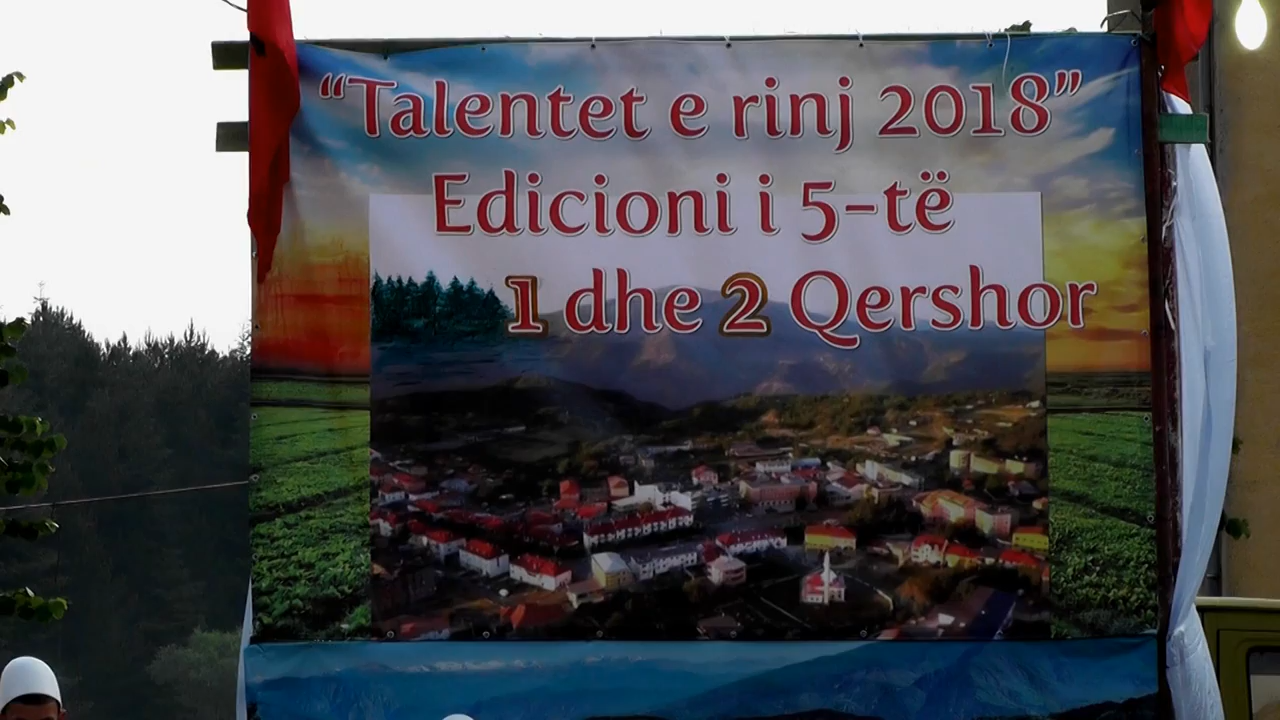 “Talentet e rinj 2018”
Edicioni i 5-të
1 dhe 2 Qershor